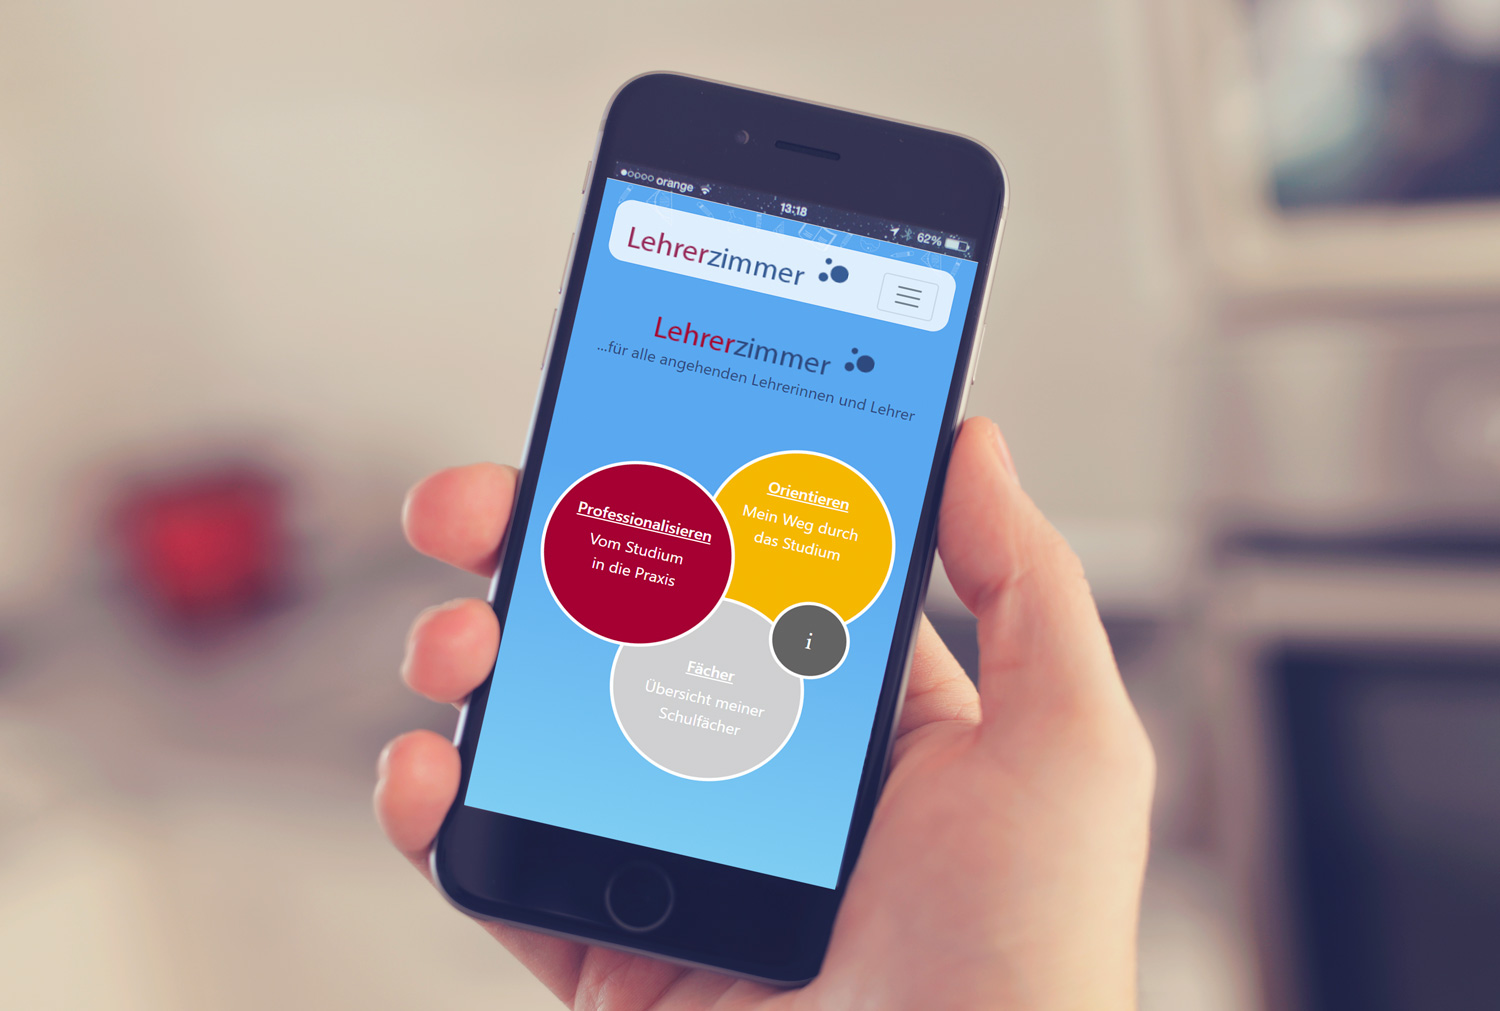 orange 13:18 62%
Lehrerzimmer
Lehrerzimmer
...für alle angehenden Lehrerinnen und Lehrer
Professionalisieren
Vom Studium
in die Praxis
Orientieren
Mein Weg durch
das Studium
i
Fächer
Übersicht meiner
Schulfächer